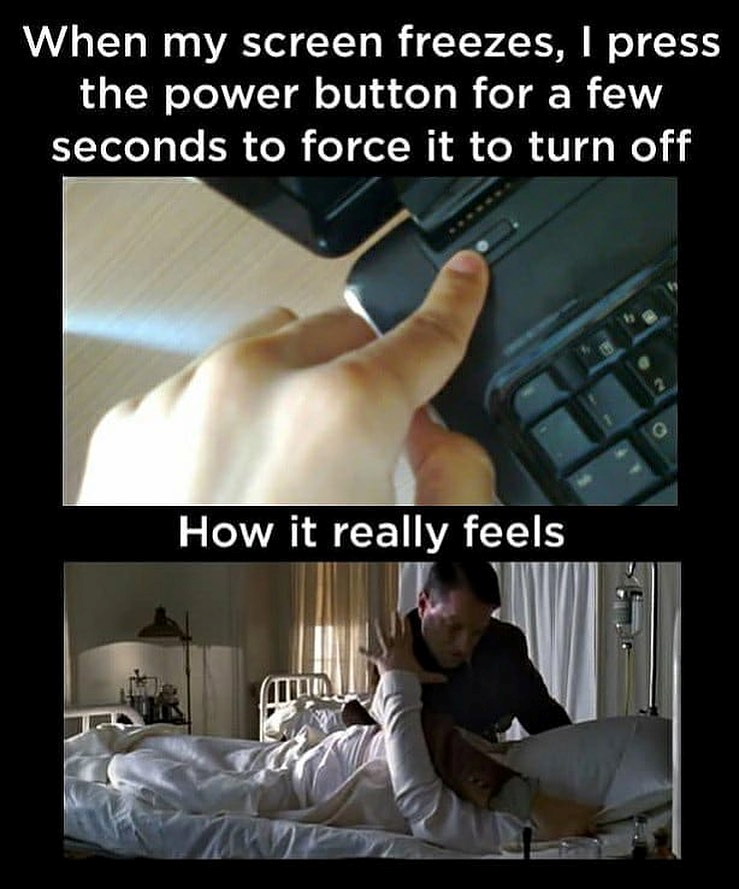 When my screen freezes, I press
the power button for a few
seconds to force it to turn off
How it really feels